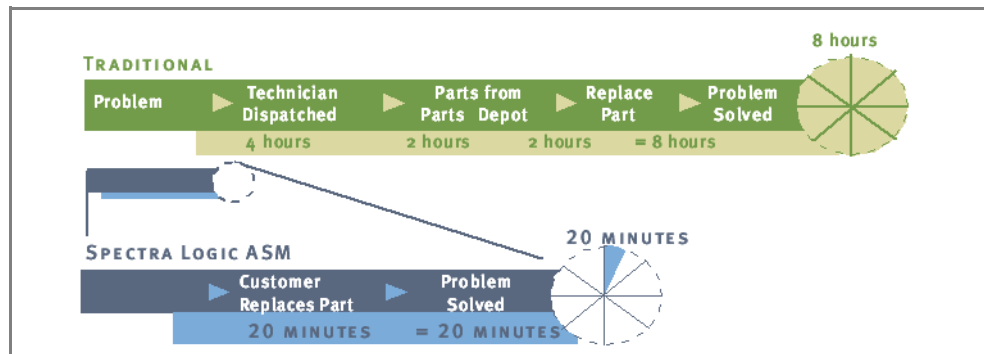 8 hours
TRADITIONAL
Problem
Technician
Dispatched
Parts from
Parts Depot
Replace
Part
Problem
Solved
4 hours 2 hours 2 hours = 8 hours
SPECTRA LOGIC ASM
20 MINUTES
Customer
Replaces Part
Problem
Solved
20 MINUTES = 20 MINUTES